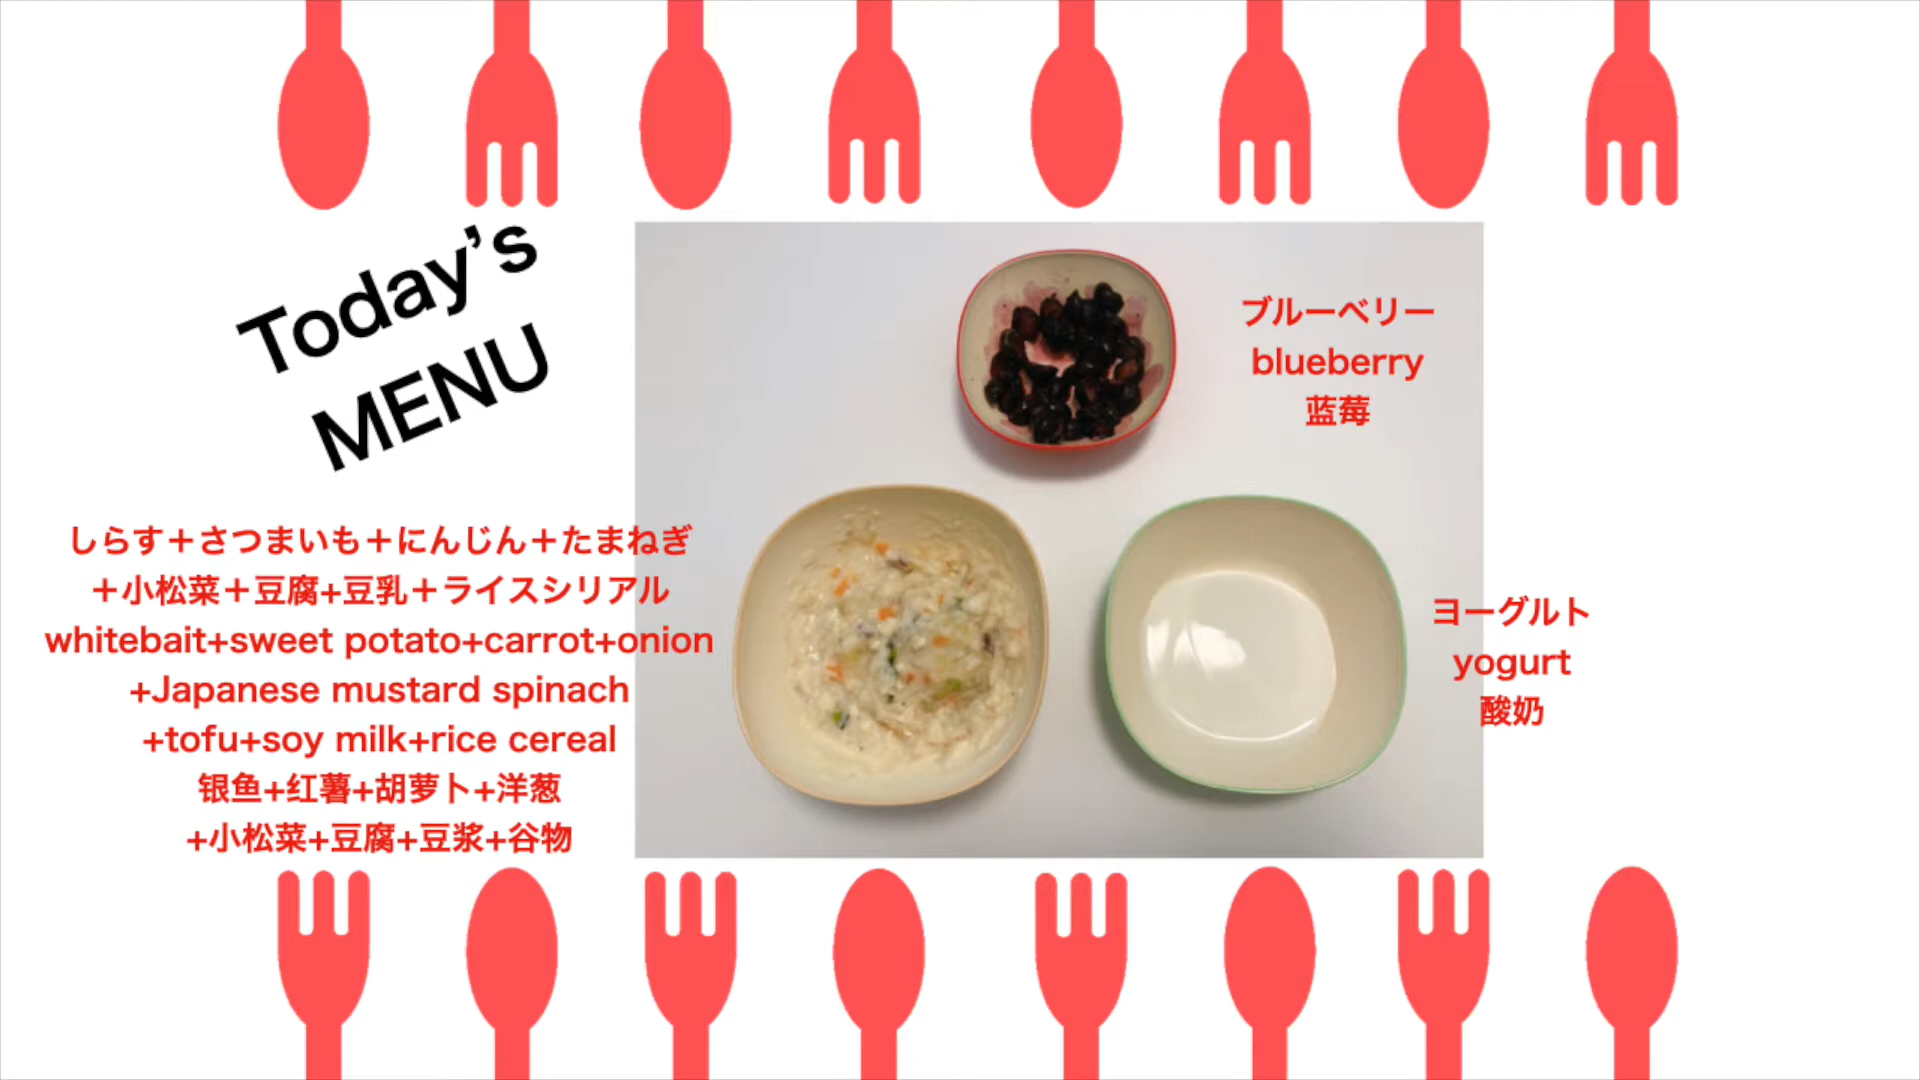 Today’s
MENU
ブルーベリー
blueberry
蓝莓
しらす＋さつまいも＋にんじん＋たまねぎ
＋小松菜＋豆腐+豆乳＋ライスシリアル
whitebait+sweet potato+carrot+onion
+Japanese mustard spinach
+tofu+soy milk+rice cereal
银鱼+红薯+胡萝卜+洋葱
+小松菜+豆腐+豆浆+谷物
ヨーグルト
yogurt
酸奶